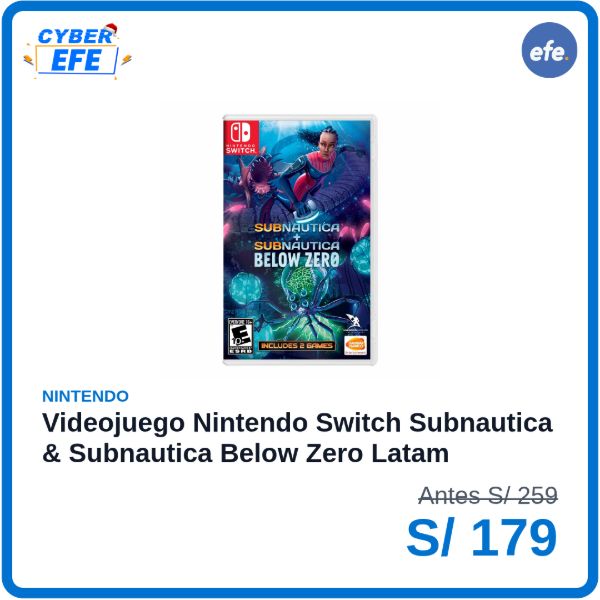 CYBER
EFE
efe.
NINTENDO
SWITCH
SUBNAUTICA
+
SUBNAUTICA
BELOW ZERO
E
ESRB
INCLUDES 2 GAMES
NINTENDO
Videojuego Nintendo Switch Subnautica
& Subnautica Below Zero Latam
Antes S/ 259
S/ 179